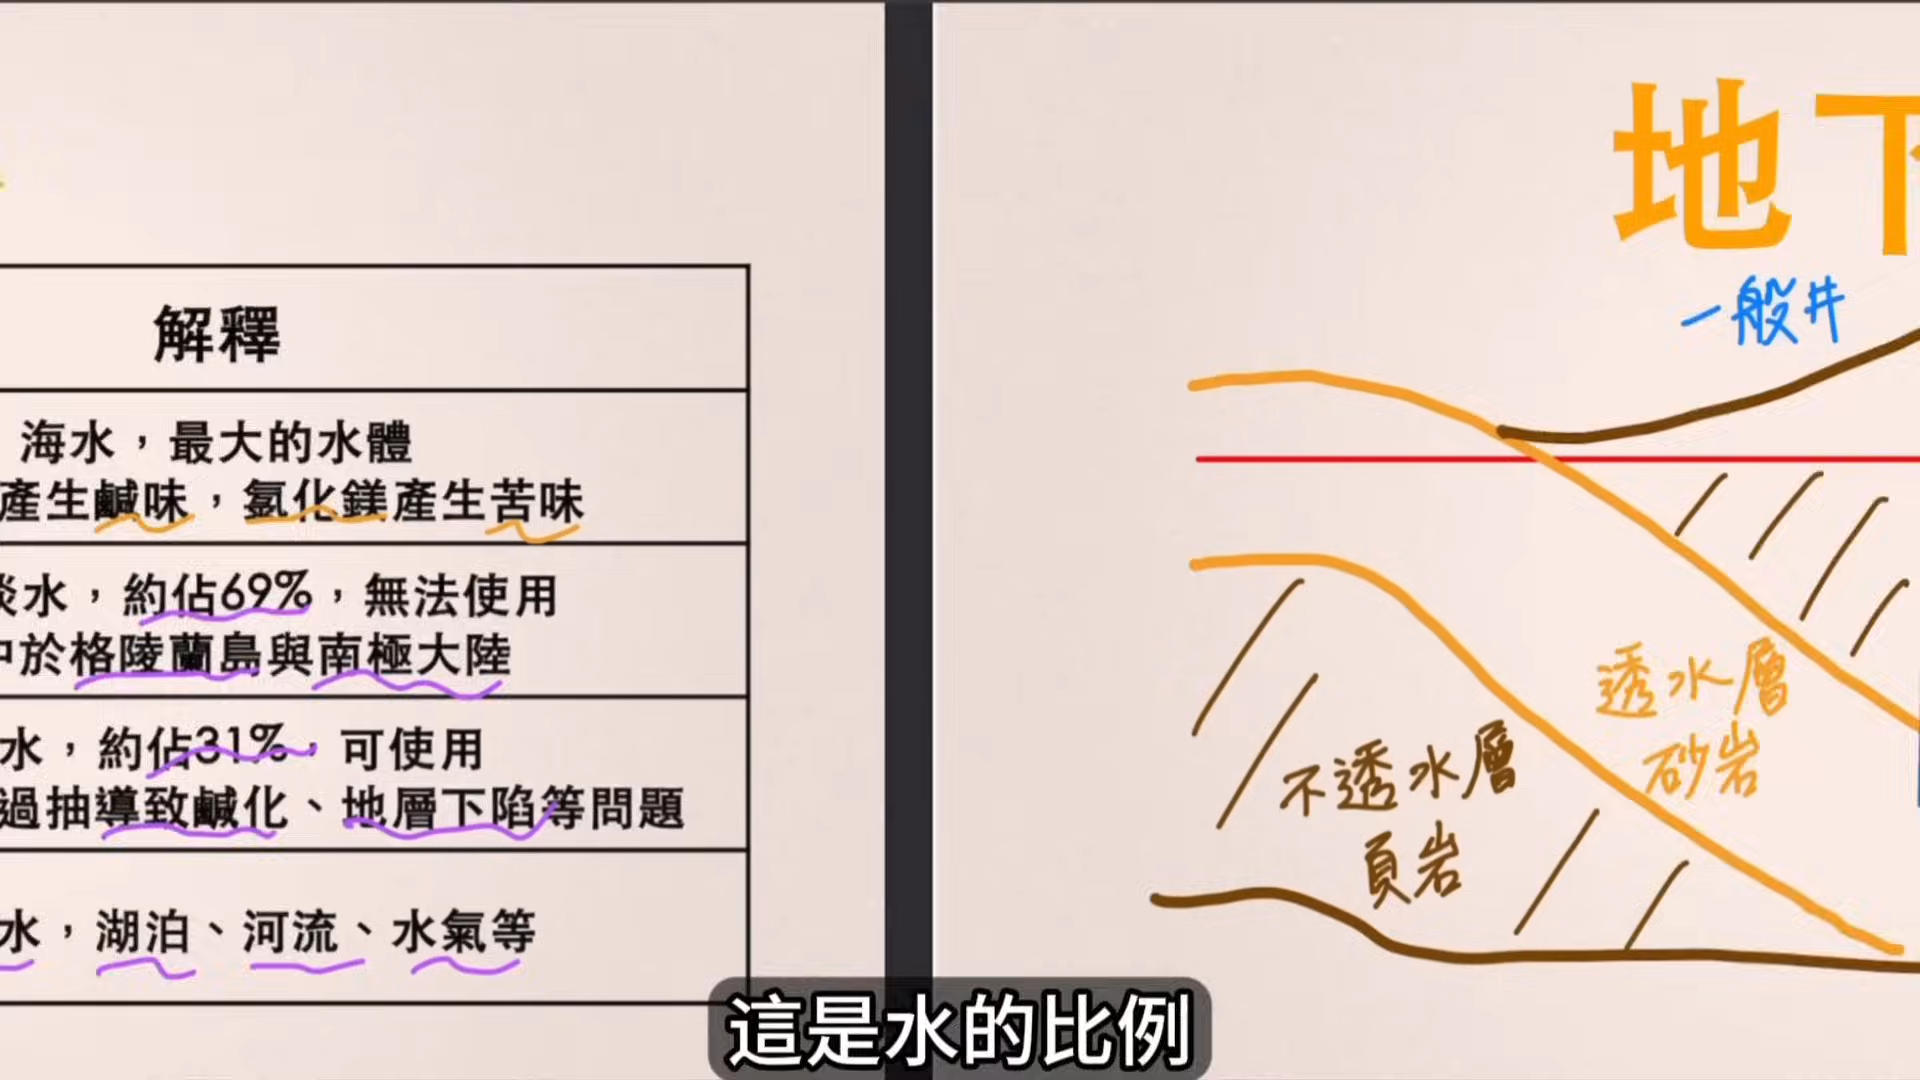 解釋
海水，最大的水體
產生鹹味，氯化鎂產生苦味
淡水，約佔69%，無法使用
中於格陵蘭島與南極大陸
水，約佔31%，可使用
過抽導致鹹化、地層下陷等問題
水，湖泊、河流、水氣等
地下
一般井
透水層
砂岩
不透水層
頁岩
這是水的比例